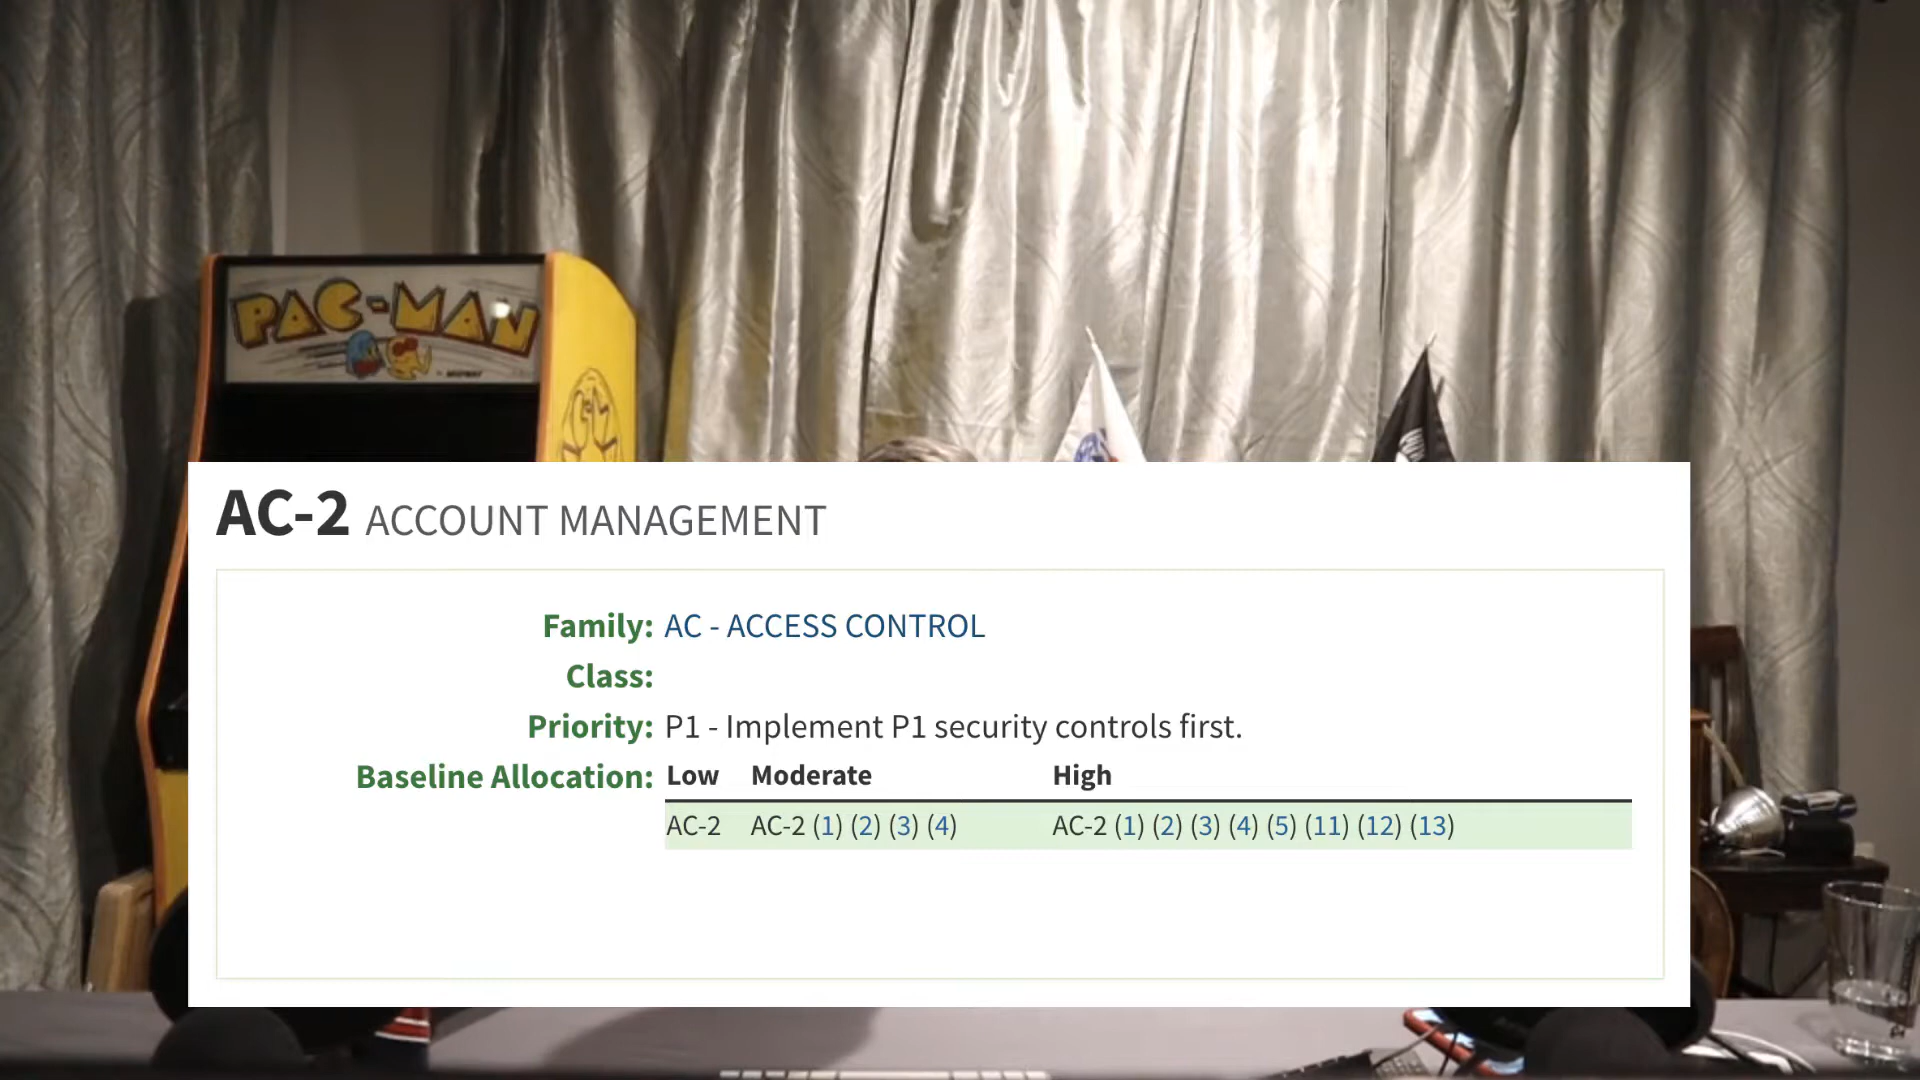 PAC-MAN
AC-2 ACCOUNT MANAGEMENT
Family: AC - ACCESS CONTROL
Class:
Priority: P1 - Implement P1 security controls first.
Baseline Allocation: Low Moderate High
AC-2 AC-2 (1) (2) (3) (4) AC-2 (1) (2) (3) (4) (5) (11) (12) (13)